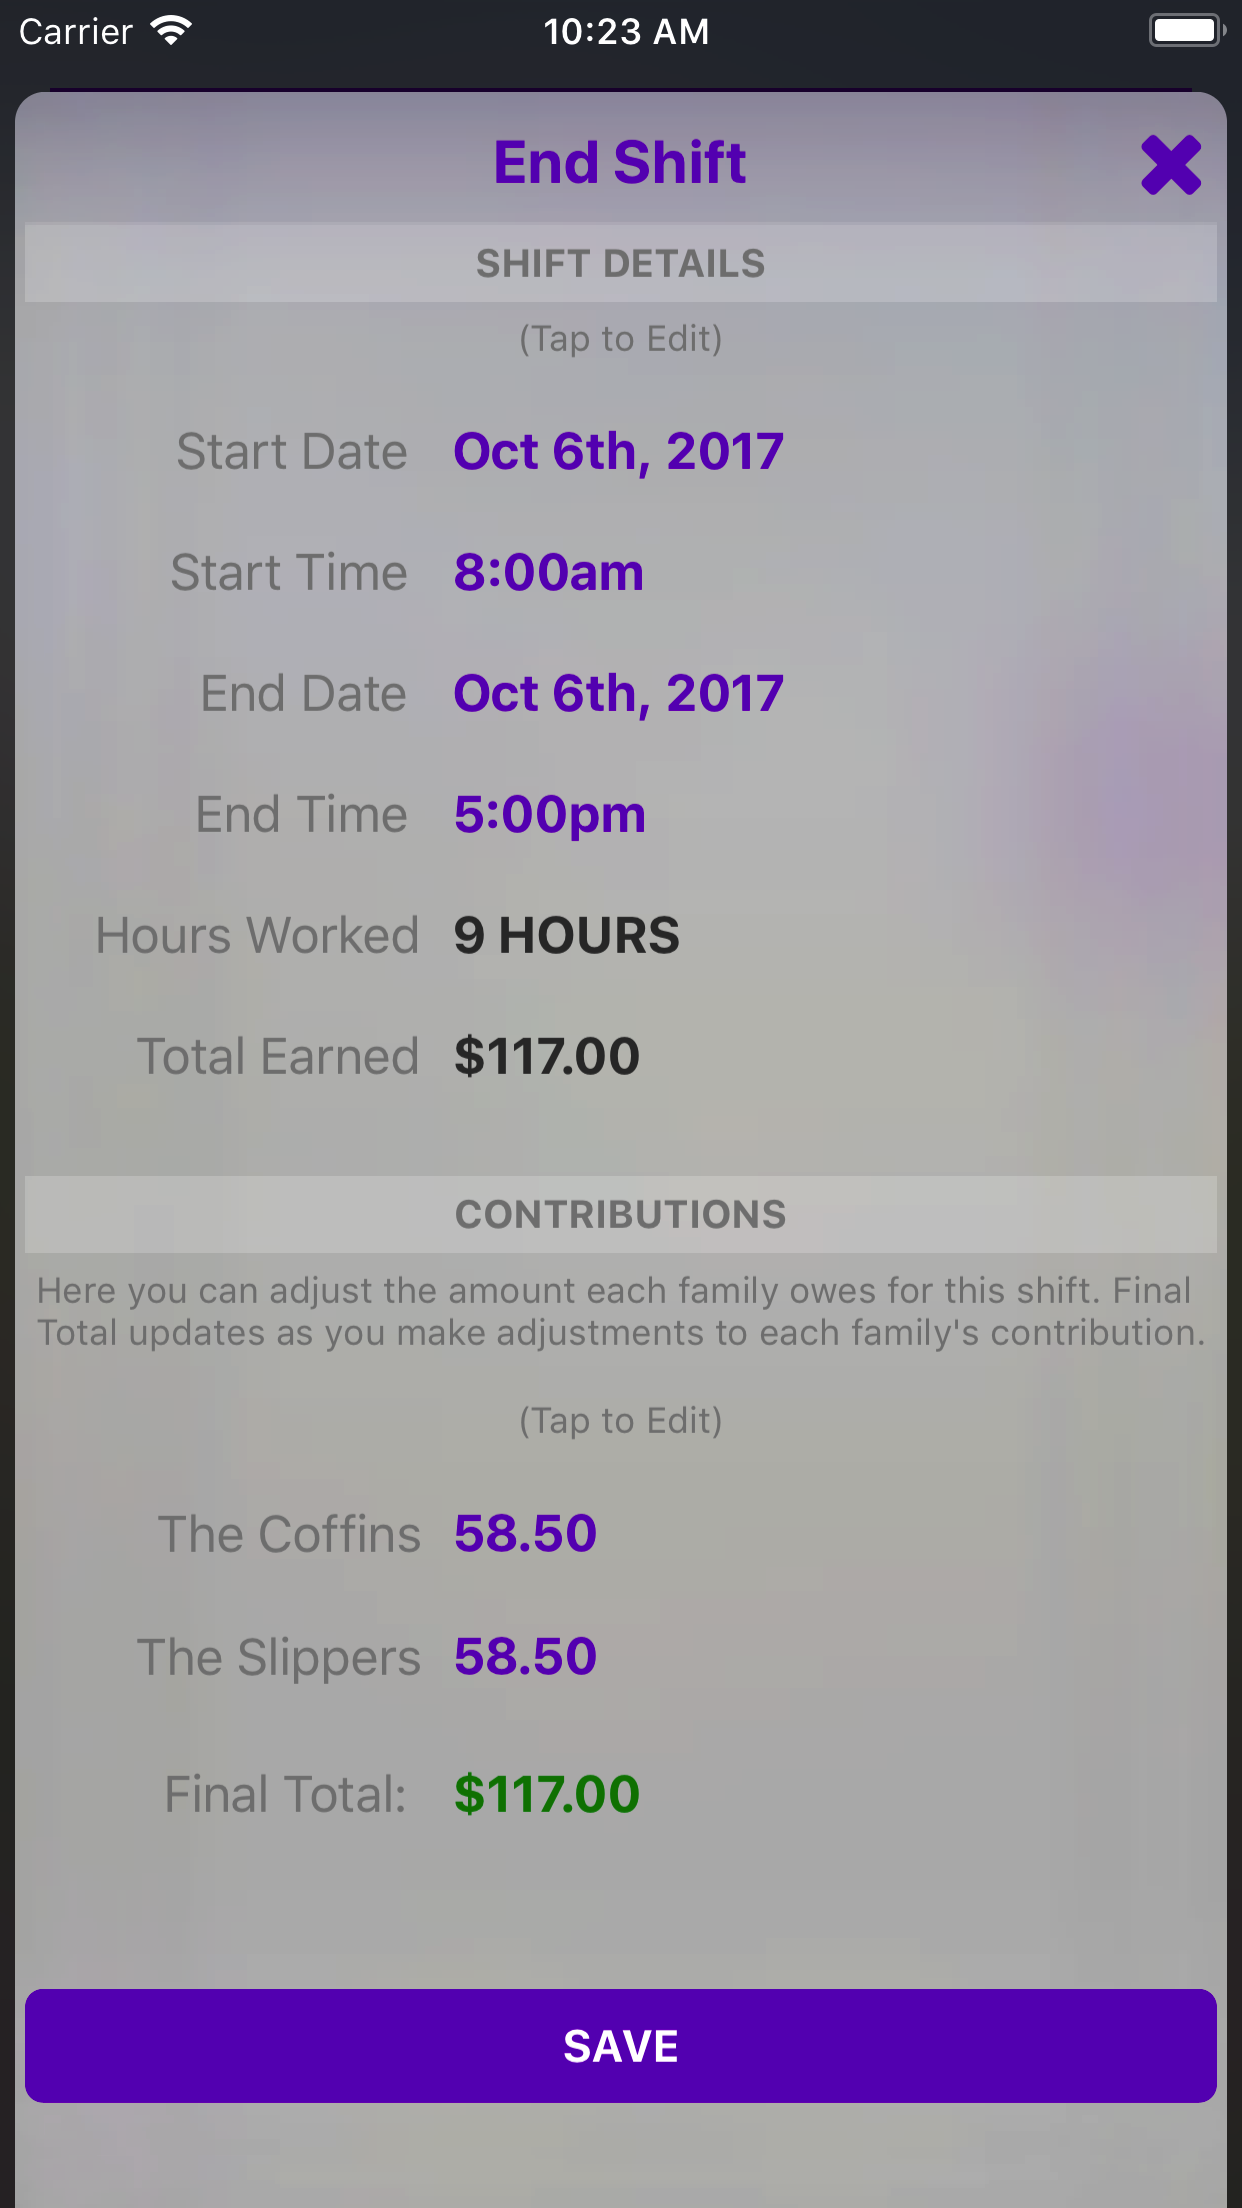 Carrier 10:23 AM
End Shift
SHIFT DETAILS
(Tap to Edit)
Start Date Oct 6th, 2017
Start Time 8:00am
End Date Oct 6th, 2017
End Time 5:00pm
Hours Worked 9 HOURS
Total Earned $117.00
CONTRIBUTIONS
Here you can adjust the amount each family owes for this shift. Final
Total updates as you make adjustments to each family's contribution.
(Tap to Edit)
The Coffins 58.50
The Slippers 58.50
Final Total: $117.00
SAVE